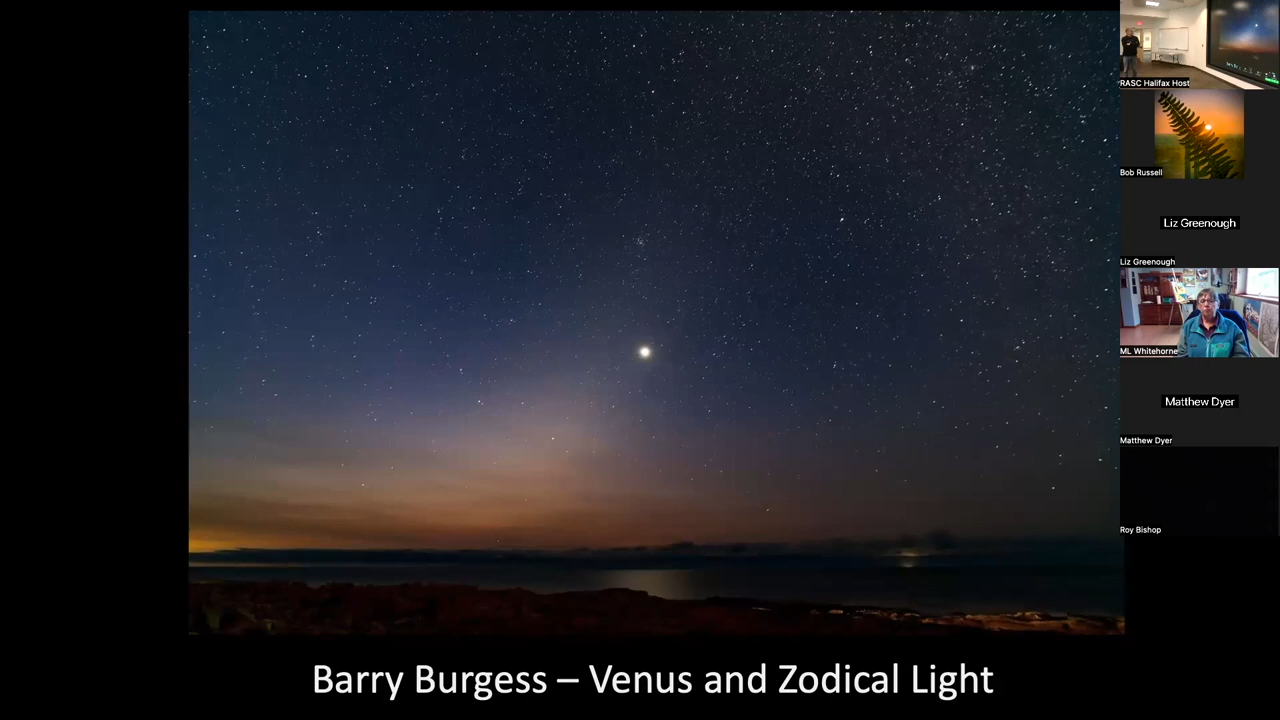 RASC Halifax Host
Bob Russell
Liz Greenough
Liz Greenough
ML Whitehorne
Matthew Dyer
Matthew Dyer
Roy Bishop
Barry Burgess – Venus and Zodical Light